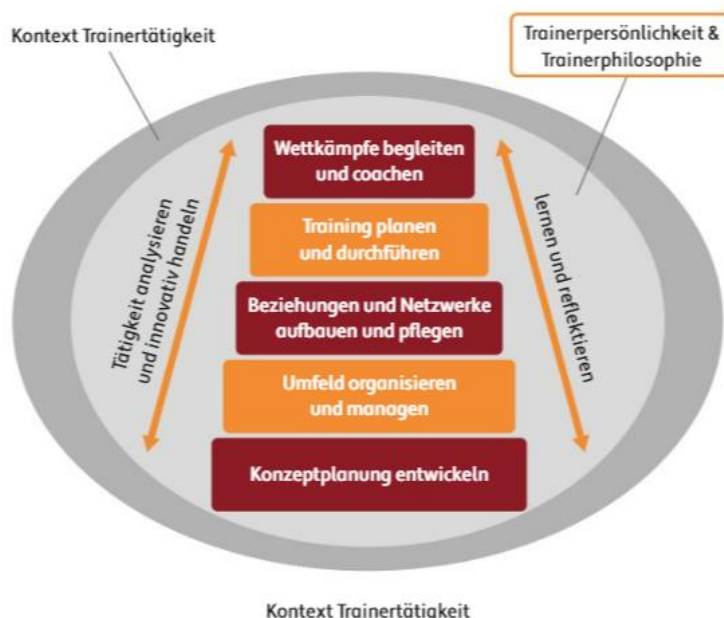 Kontext Trainertätigkeit
Trainerpersönlichkeit &
Trainerphilosophie
Wettkämpfe begleiten
und coachen
Training planen
und durchführen
Beziehungen und Netzwerke
aufbauen und pflegen
Umfeld organisieren
und managen
Konzeptplanung entwickeln
Tätigkeit analysieren
und innovativ handeln
lernen und reflektieren
Kontext Trainertätigkeit